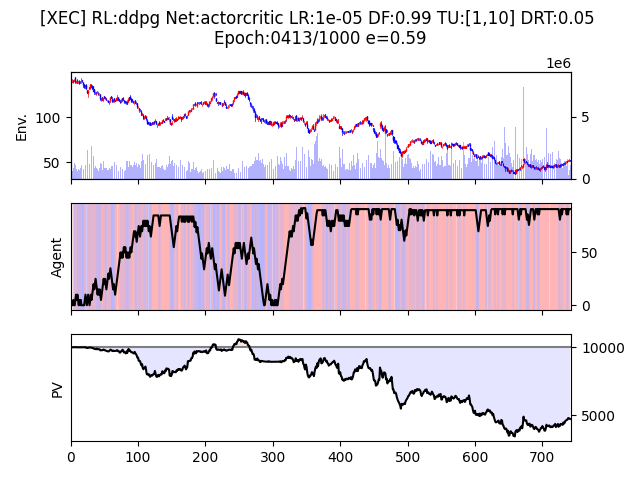 [XEC] RL:ddpg Net:actorcritic LR:1e-05 DF:0.99 TU:[1,10] DRT:0.05
Epoch:0413/1000 e=0.59
1e6
Env.
100
50
5
0
Agent
50
0
PV
10000
5000
0 100 200 300 400 500 600 700